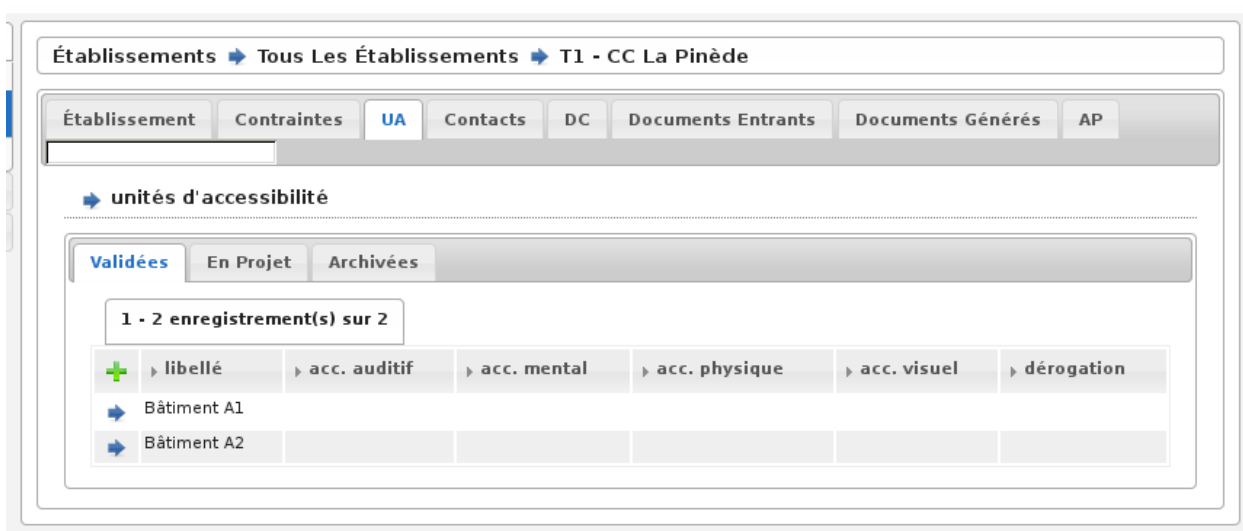 Établissements Tous Les Établissements T1 - CC La Pinède
Établissement Contraintes UA Contacts DC Documents Entrants Documents Générés AP
unités d'accessibilité
Validées En Projet Archivées
1 - 2 enregistrement(s) sur 2
libellé acc. auditif acc. mental acc. physique acc. visuel dérogation
Bâtiment A1
Bâtiment A2